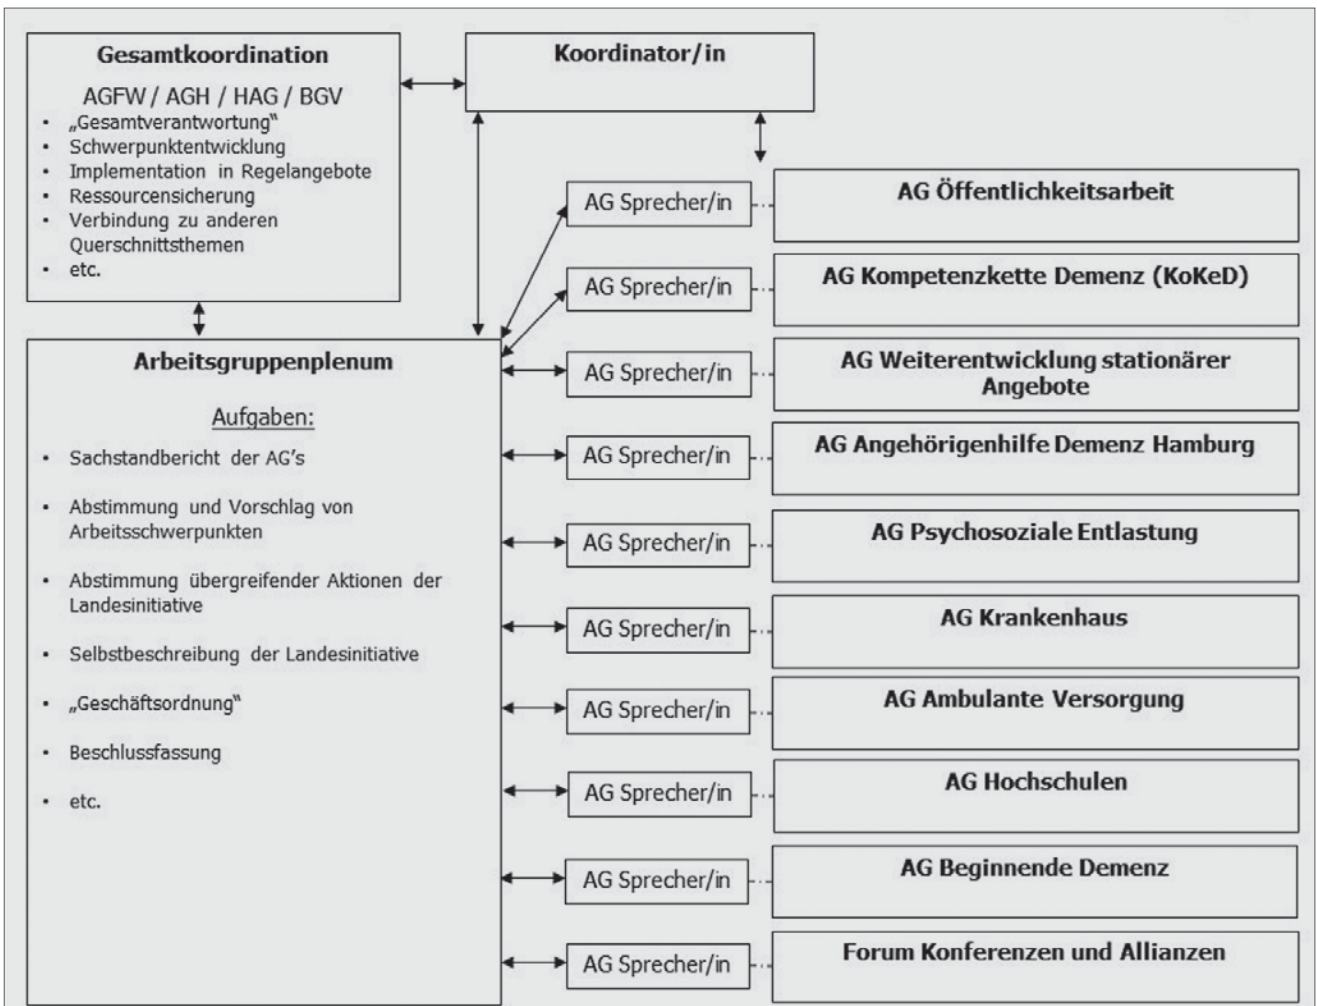 Gesamtkoordination
AGFW / AGH / HAG / BGV
• „Gesamtverantwortung“
• Schwerpunktentwicklung
• Implementation in Regelangebote
• Ressourcensicherung
• Verbindung zu anderen
Querschnittsthemen
• etc.
Koordinator/in
Arbeitsgruppenplenum
Aufgaben:
• Sachstandbericht der AG's
• Abstimmung und Vorschlag von
Arbeitsschwerpunkten
• Abstimmung übergreifender Aktionen der
Landesinitiative
• Selbstbeschreibung der Landesinitiative
• „Geschäftsordnung“
• Beschlussfassung
• etc.
AG Sprecher/in
AG Öffentlichkeitsarbeit
AG Sprecher/in
AG Kompetenzkette Demenz (KoKeD)
AG Sprecher/in
AG Weiterentwicklung stationärer
Angebote
AG Sprecher/in
AG Angehörigenhilfe Demenz Hamburg
AG Sprecher/in
AG Psychosoziale Entlastung
AG Sprecher/in
AG Krankenhaus
AG Sprecher/in
AG Ambulante Versorgung
AG Sprecher/in
AG Hochschulen
AG Sprecher/in
AG Beginnende Demenz
AG Sprecher/in
Forum Konferenzen und Allianzen